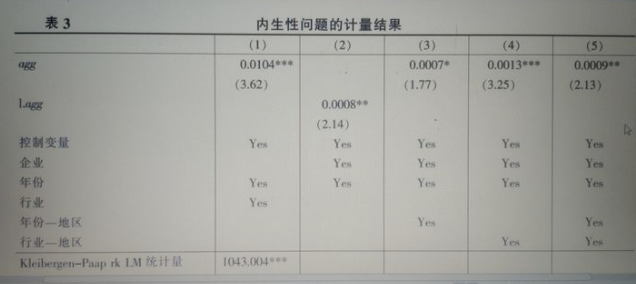 表 3 内生性问题的计量结果
(1) (2) (3) (4) (5)
agg 0.0104*** 0.0007* 0.0013*** 0.0009**
(3.62) (1.77) (3.25) (2.13)
L.agg 0.0008**
(2.14)
控制变量 Yes Yes Yes Yes Yes
企业 Yes Yes Yes Yes
年份 Yes Yes Yes Yes Yes
行业 Yes
年份—地区 Yes Yes
行业—地区 Yes Yes
Kleibergen-Paap rk LM 统计量 1043.004***